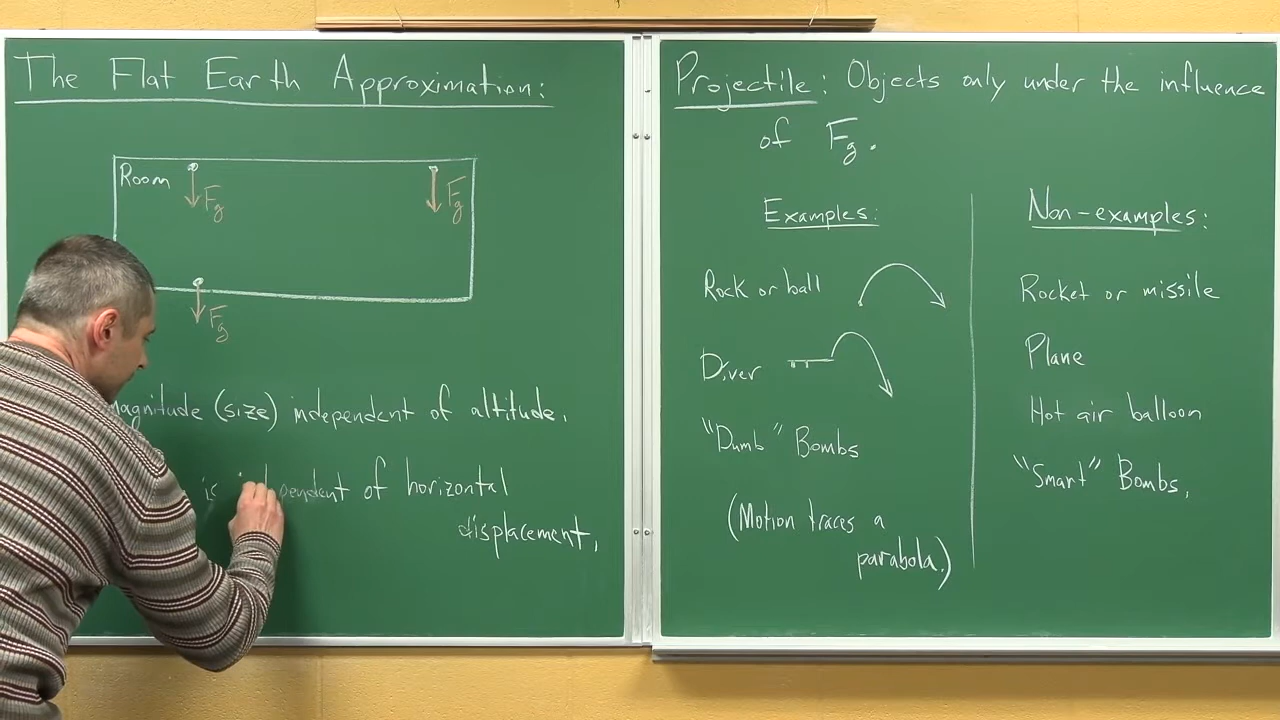 The Flat Earth Approximation:
Room
Fg
Fg
Fg
magnitude (size) independent of altitude.
is independent of horizontal
displacement.
Projectile: Objects only under the influence
of Fg.
Examples:
Rock or ball
Diver
"Dumb" Bombs
(Motion traces a
parabola.)
Non-examples:
Rocket or missile
Plane
Hot air balloon
"Smart" Bombs.